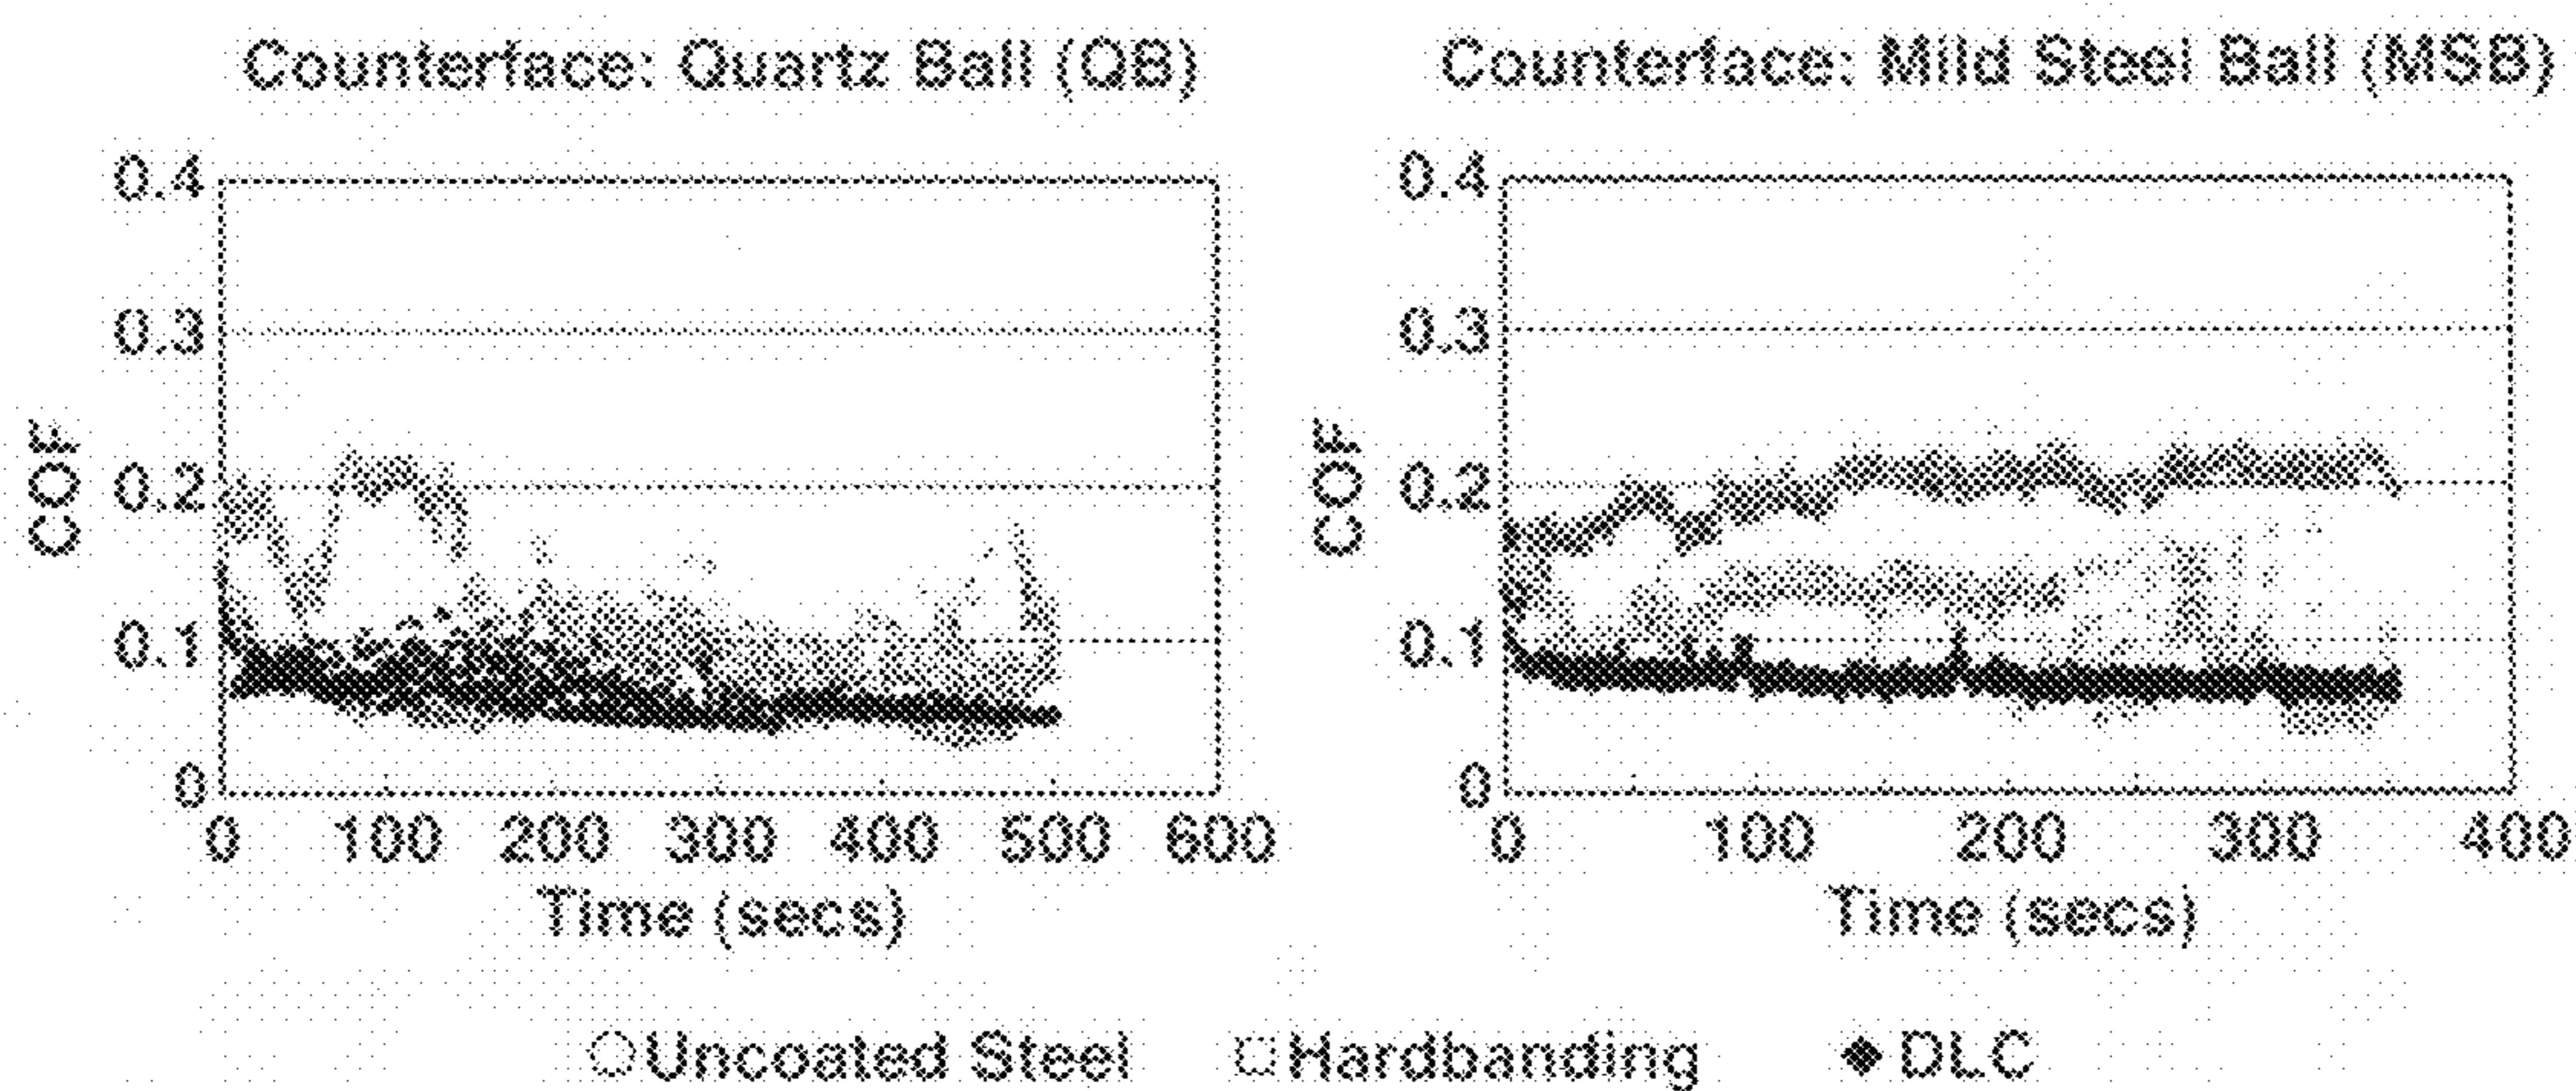 Counterface: Quartz Ball (QB)
0.4
0.3
0.2
0.1
0
COF
0 100 200 300 400 500 600
Time (secs)
Counterface: Mild Steel Ball (MSB)
0.4
0.3
0.2
0.1
0
COF
0 100 200 300 400
Time (secs)
Uncoated Steel Hardbanding DLC